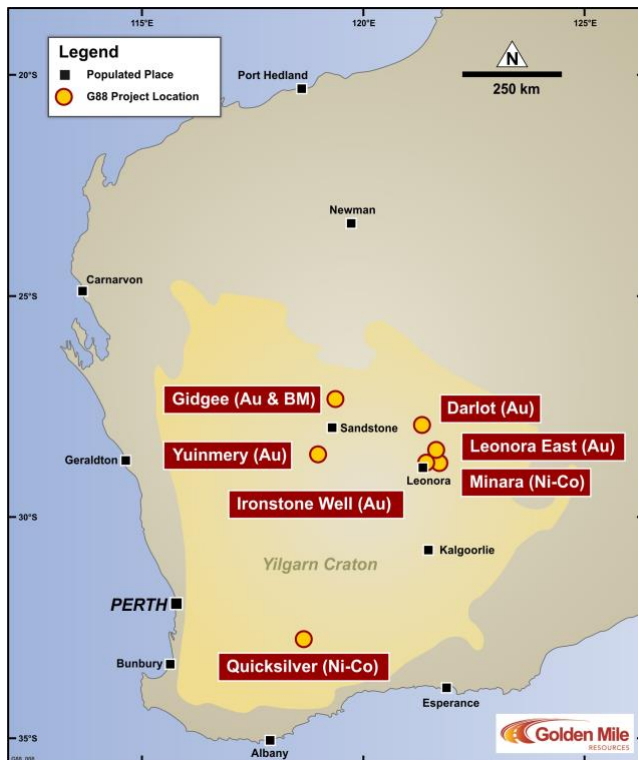 115°E
120°E
Legend
Populated Place
G88 Project Location
N
250 km
20°S
Port Hedland
Newman
Carnarvon
25°S
Gidgee (Au & BM)
Sandstone
Darlot (Au)
Yuinmery (Au)
Leonora East (Au)
Geraldton
Leonora
Minara (Ni-Co)
Ironstone Well (Au)
30°S
Kalgoorlie
Yilgarn Craton
PERTH
Quicksilver (Ni-Co)
Bunbury
Esperance
35°S
Albany
Golden Mile
RESOURCES